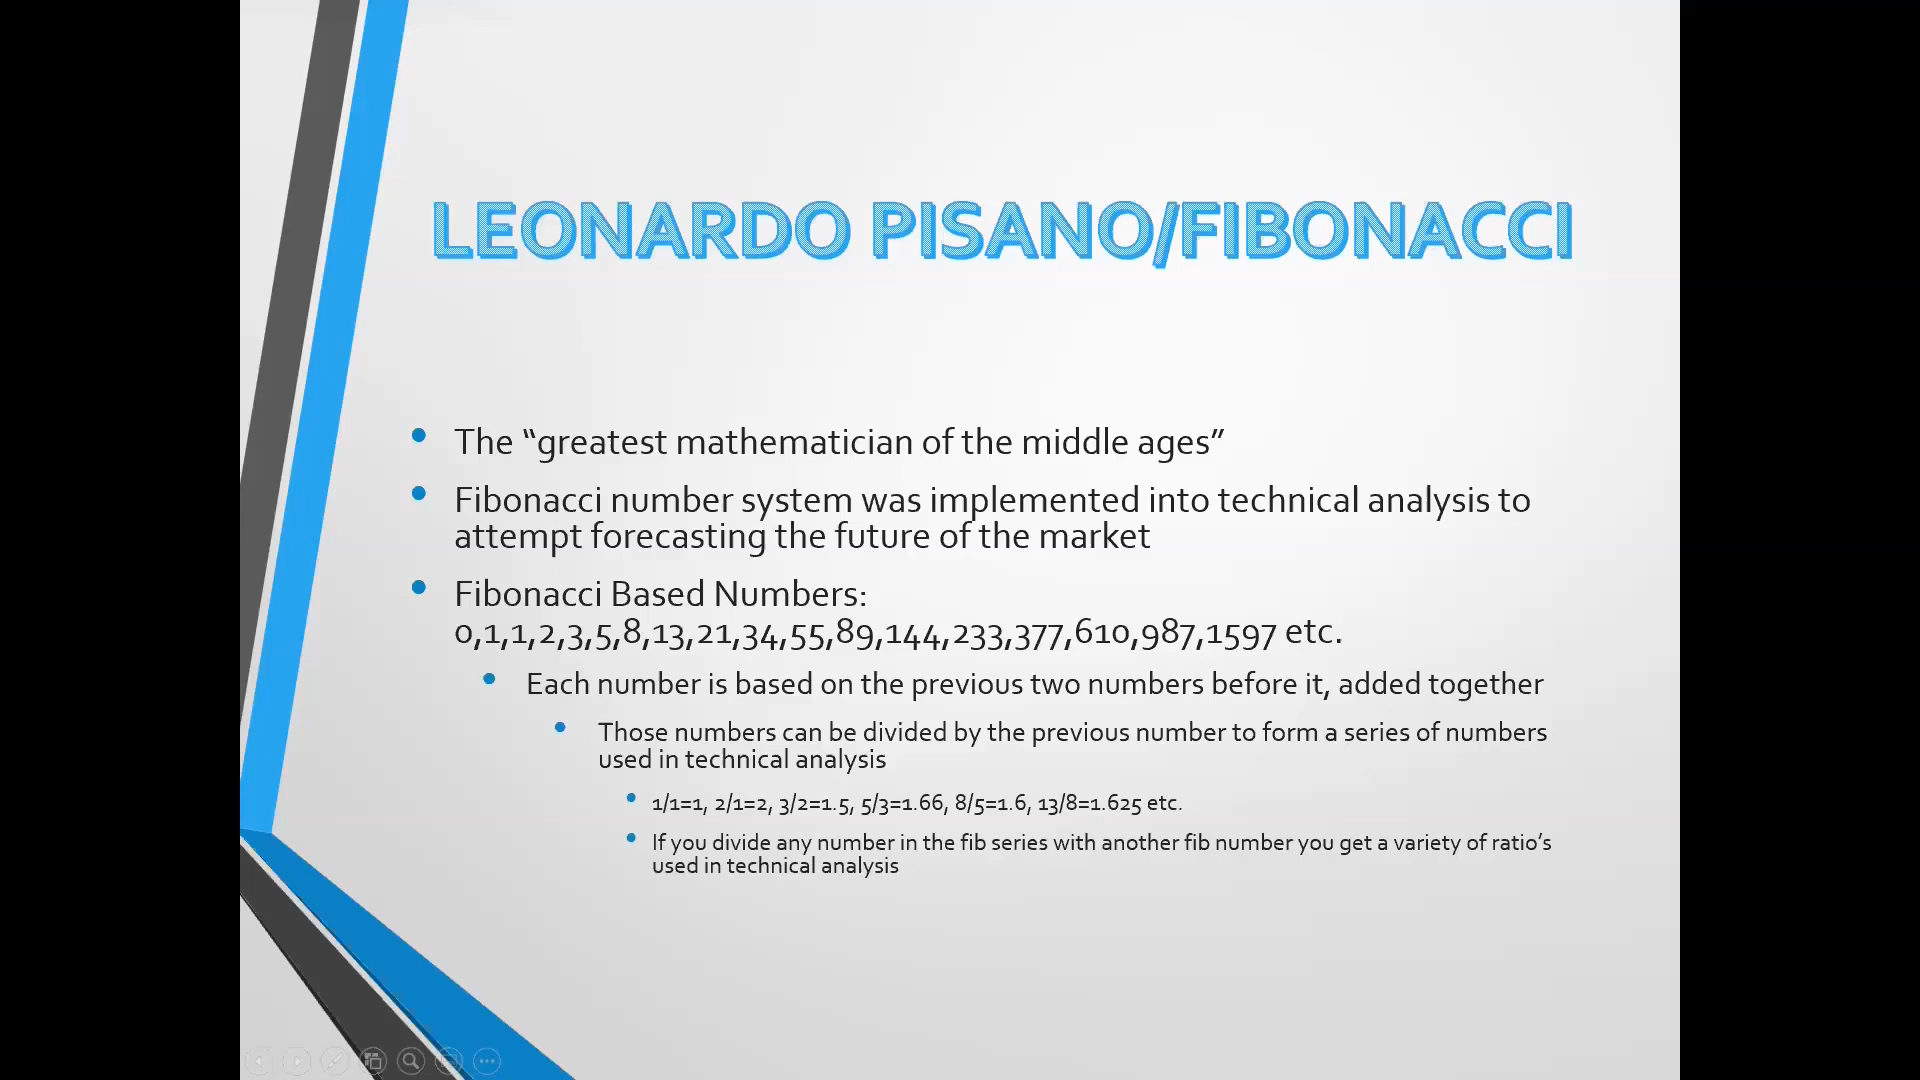 LEONARDO PISANO/FIBONACCI
The “greatest mathematician of the middle ages”
Fibonacci number system was implemented into technical analysis to
attempt forecasting the future of the market
Fibonacci Based Numbers:
0,1,1,2,3,5,8,13,21,34,55,89,144,233,377,610,987,1597 etc.
Each number is based on the previous two numbers before it, added together
Those numbers can be divided by the previous number to form a series of numbers
used in technical analysis
1/1=1, 2/1=2, 3/2=1.5, 5/3=1.66, 8/5=1.6, 13/8=1.625 etc.
If you divide any number in the fib series with another fib number you get a variety of ratio’s
used in technical analysis